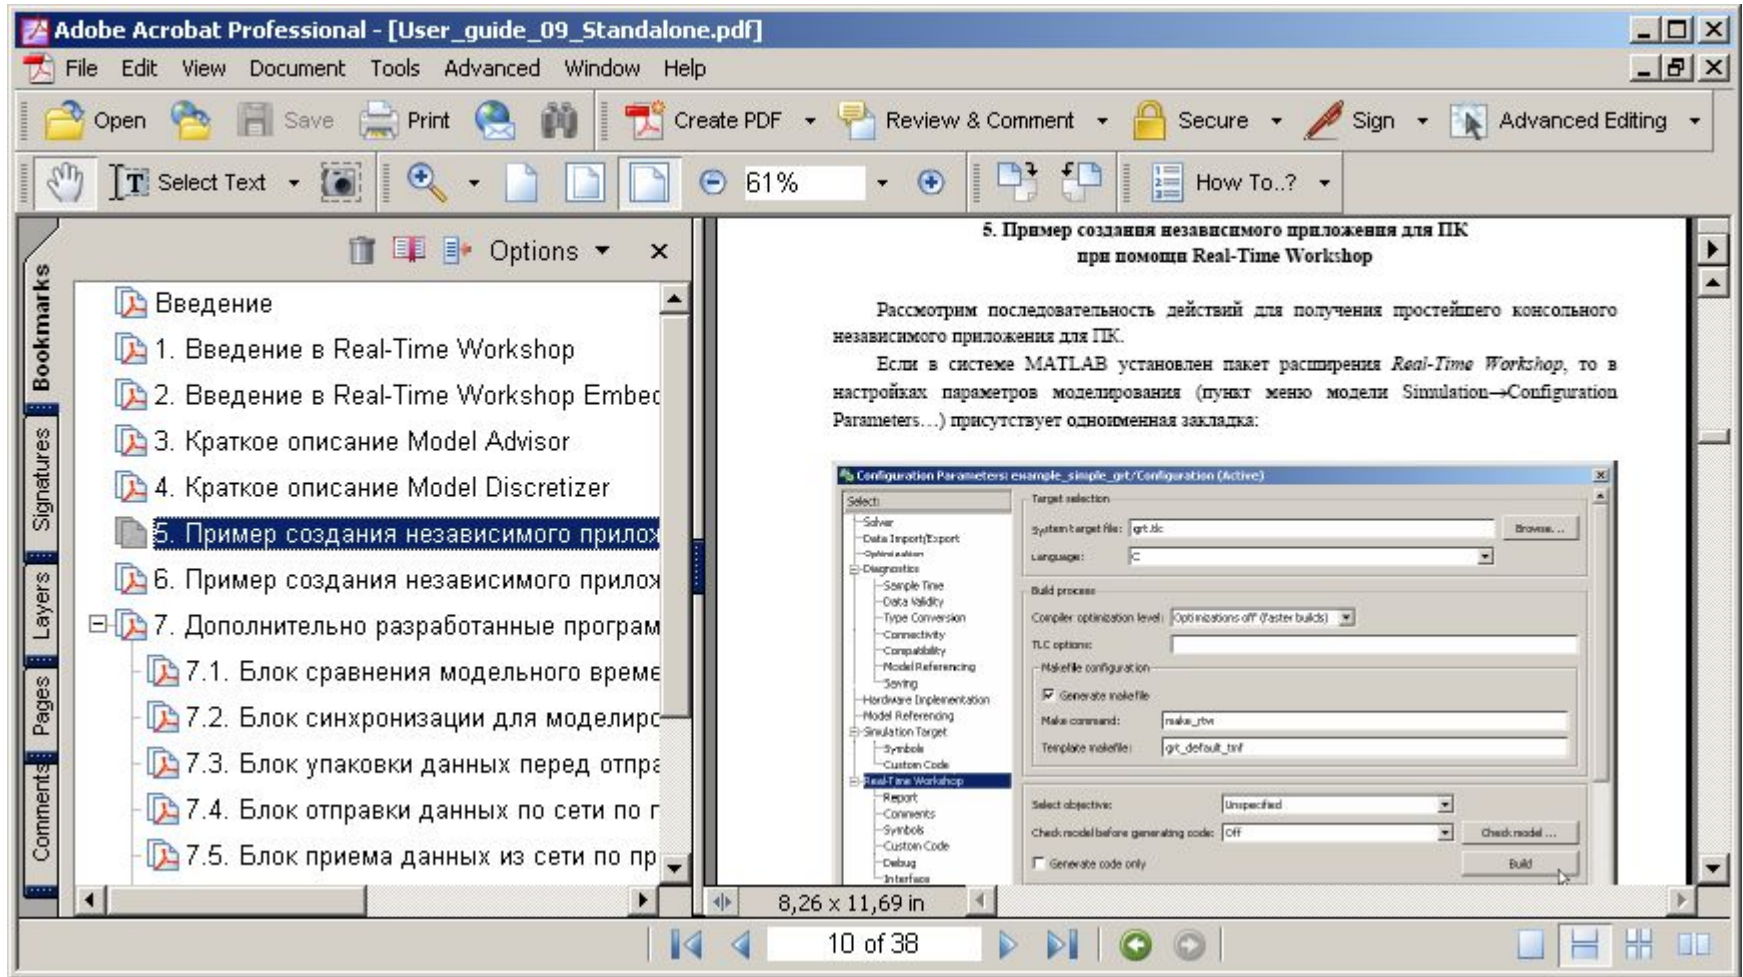 Adobe Acrobat Professional - [User_guide_09_Standalone.pdf]
File Edit View Document Tools Advanced Window Help
Open Save Print Create PDF Review & Comment Secure Sign Advanced Editing
Select Text 61% How To..?
Options
Bookmarks
Signatures
Layers
Pages
Comments
Введение
1. Введение в Real-Time Workshop
2. Введение в Real-Time Workshop Embec
3. Краткое описание Model Advisor
4. Краткое описание Model Discretizer
5. Пример создания независимого прилож
6. Пример создания независимого прилож
7. Дополнительно разработанные програм
7.1. Блок сравнения модельного време
7.2. Блок синхронизации для моделиро
7.3. Блок упаковки данных перед отпра
7.4. Блок отправки данных по сети по п
7.5. Блок приема данных из сети по пр
5. Пример создания независимого приложения для ПК
при помощи Real-Time Workshop
Рассмотрим последовательность действий для получения простейшего консольного
независимого приложения для ПК.
Если в системе MATLAB установлен пакет расширения Real-Time Workshop, то в
настройках параметров моделирования (пункт меню модели Simulation→Configuration
Parameters…) присутствует одноименная закладка:
Configuration Parameters: example_simple_grt/Configuration (Active)
Select:
Solver
Data Import/Export
Optimization
Diagnostics
Sample Time
Data Validity
Type Conversion
Connectivity
Compatibility
Model Referencing
Saving
Hardware Implementation
Model Referencing
Simulation Target
Symbols
Custom Code
Real-Time Workshop
Report
Comments
Symbols
Custom Code
Debug
Interface
Target selection
System target file: grt.tlc Browse...
Language: C
Build process
Compiler optimization level: Optimizations off (faster builds)
TLC options:
Makefile configuration
Generate makefile
Make command: make_rtw
Template makefile: grt_default_tmf
Select objective: Unspecified
Check model before generating code: Off Check model ...
Generate code only Build
8,26 x 11,69 in
10 of 38